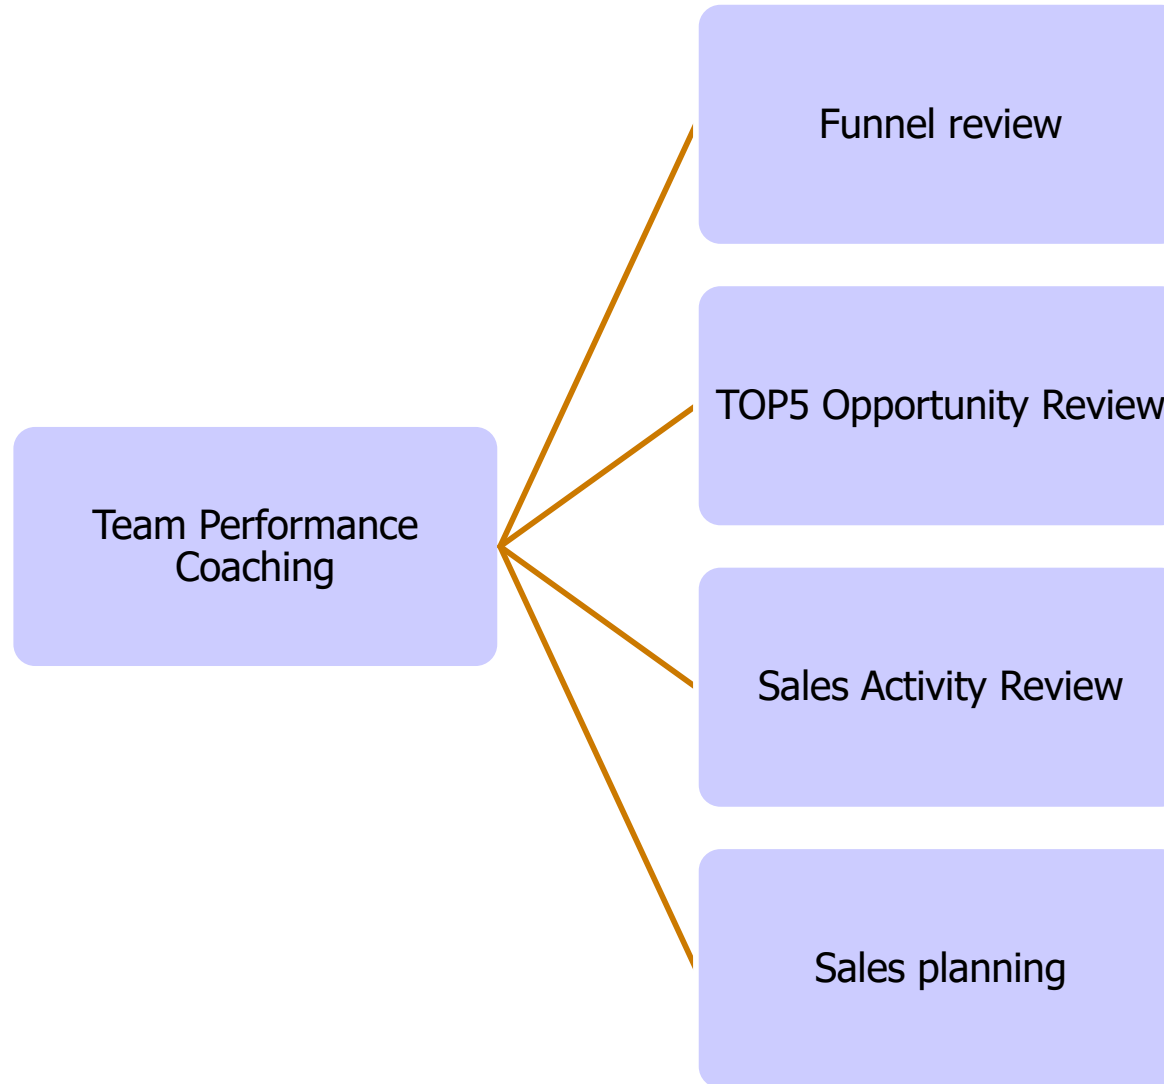 Funnel review
TOP5 Opportunity Review
Team Performance
Coaching
Sales Activity Review
Sales planning